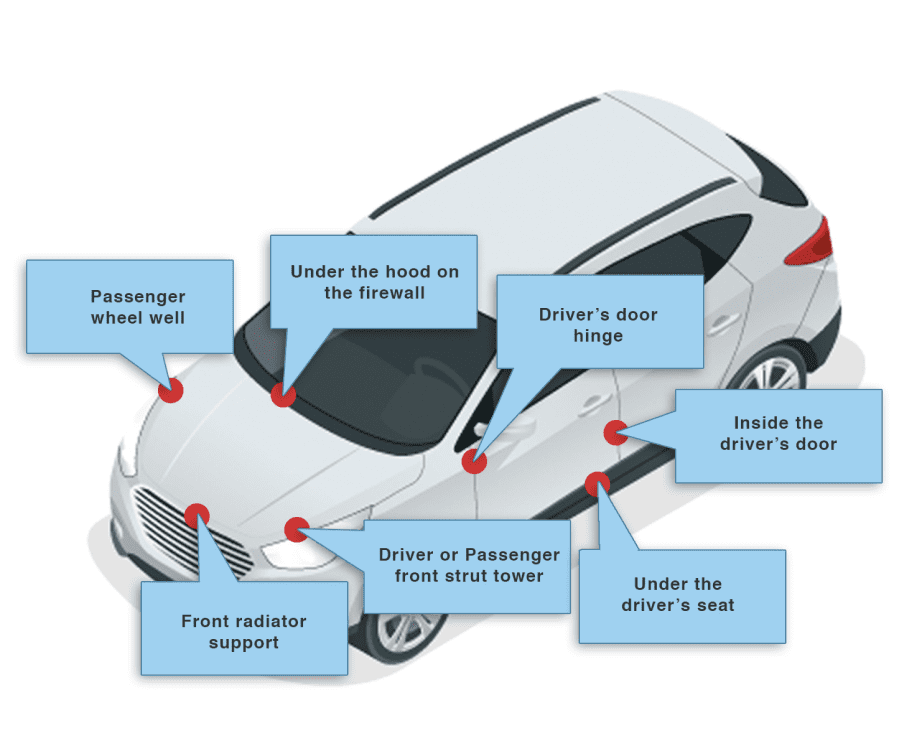 Passenger
wheel well
Under the hood on
the firewall
Driver’s door
hinge
Inside the
driver’s door
Driver or Passenger
front strut tower
Under the
driver’s seat
Front radiator
support